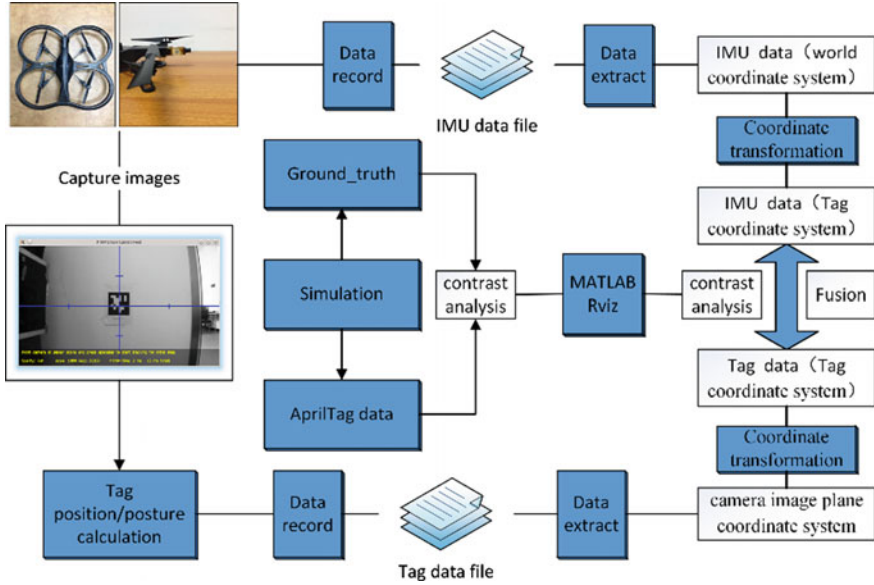 Data
record
IMU data file
Data
extract
IMU data（world
coordinate system）
Coordinate
transformation
IMU data（Tag
coordinate system）
Capture images
Ground_truth
Simulation
AprilTag data
contrast
analysis
MATLAB
Rviz
contrast
analysis
Fusion
Tag data（Tag
coordinate system）
Coordinate
transformation
camera image plane
coordinate system
Tag
position/posture
calculation
Data
record
Tag data file
Data
extract